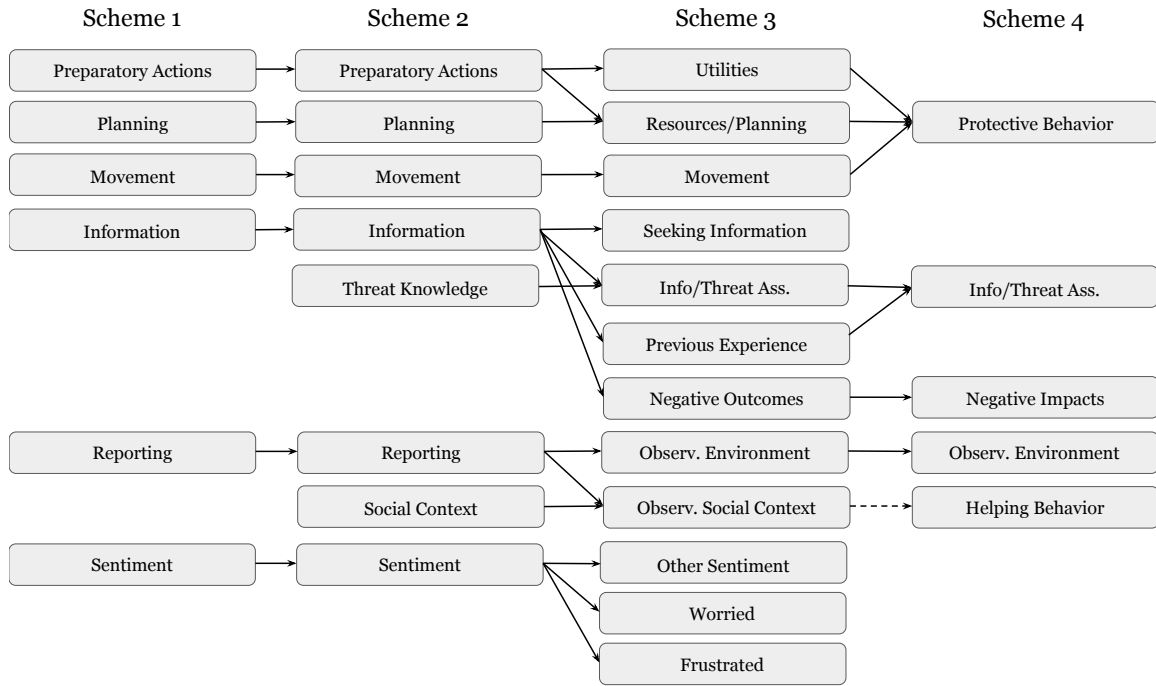 Scheme 1 Scheme 2 Scheme 3 Scheme 4
Preparatory Actions Preparatory Actions Utilities
Planning Planning Resources/Planning Protective Behavior
Movement Movement Movement
Information Information Seeking Information
Threat Knowledge Info/Threat Ass. Info/Threat Ass.
Previous Experience
Negative Outcomes Negative Impacts
Reporting Reporting Observ. Environment Observ. Environment
Social Context Observ. Social Context Helping Behavior
Sentiment Sentiment Other Sentiment
Worried
Frustrated